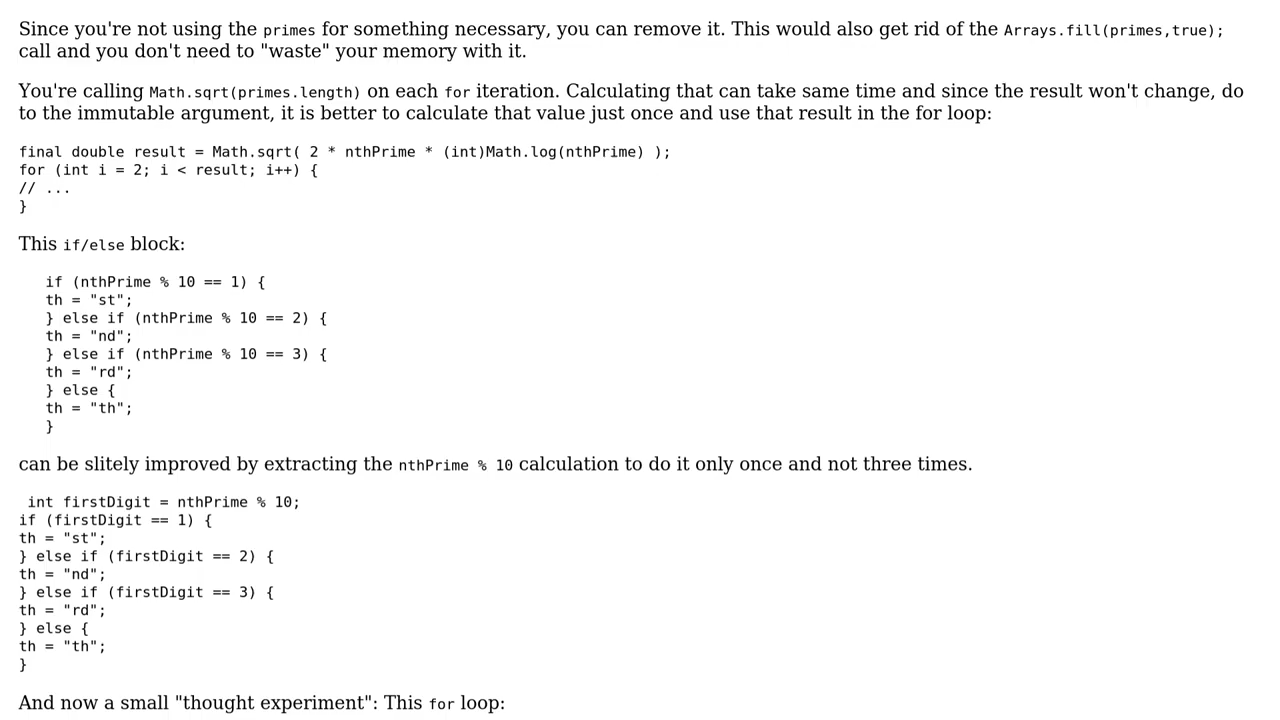 Since you're not using the primes for something necessary, you can remove it. This would also get rid of the Arrays.fill(primes,true);
call and you don't need to "waste" your memory with it.
You're calling Math.sqrt(primes.length) on each for iteration. Calculating that can take same time and since the result won't change, do
to the immutable argument, it is better to calculate that value just once and use that result in the for loop:
final double result = Math.sqrt( 2 * nthPrime * (int)Math.log(nthPrime) );
for (int i = 2; i < result; i++) {
// ...
}
This if/else block:
if (nthPrime % 10 == 1) {
th = "st";
} else if (nthPrime % 10 == 2) {
th = "nd";
} else if (nthPrime % 10 == 3) {
th = "rd";
} else {
th = "th";
}
can be slitely improved by extracting the nthPrime % 10 calculation to do it only once and not three times.
int firstDigit = nthPrime % 10;
if (firstDigit == 1) {
th = "st";
} else if (firstDigit == 2) {
th = "nd";
} else if (firstDigit == 3) {
th = "rd";
} else {
th = "th";
}
And now a small "thought experiment": This for loop: